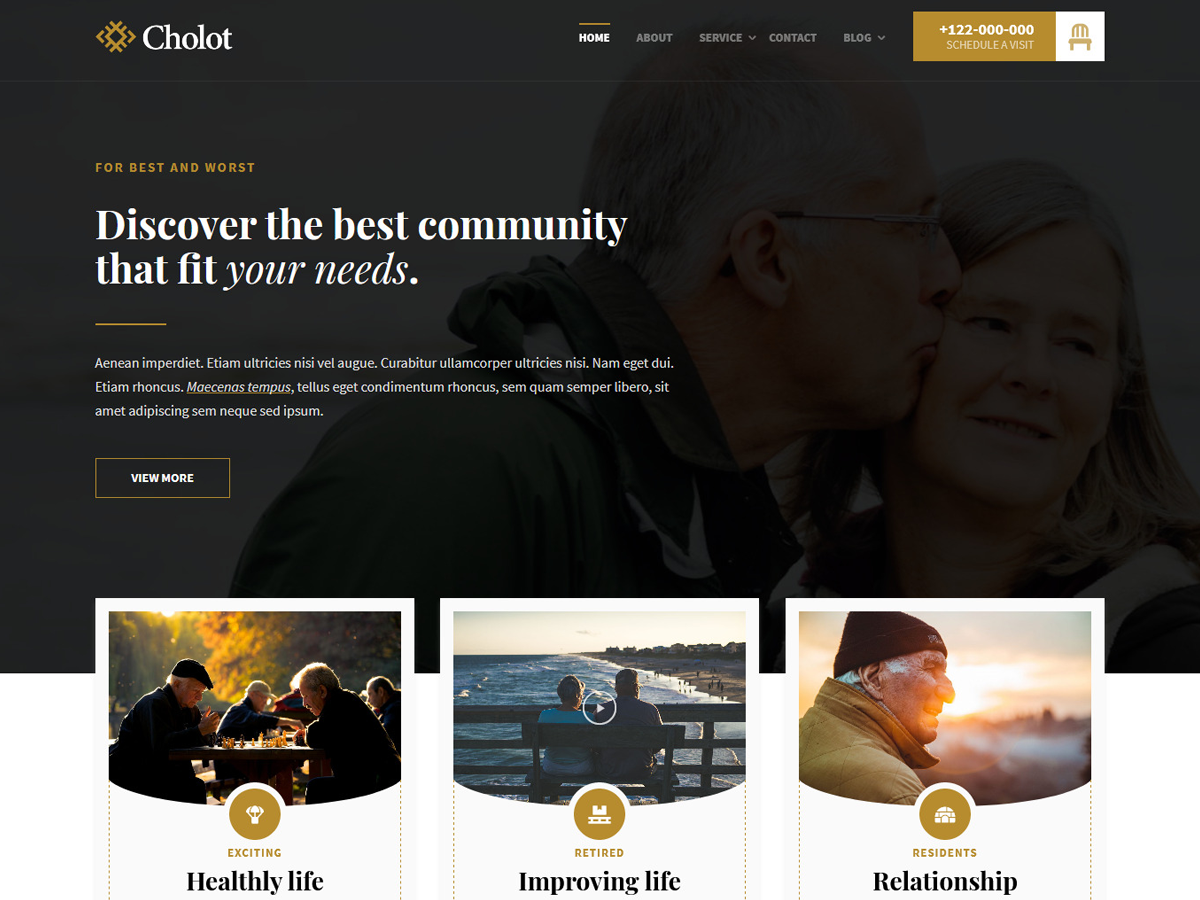 Cholot
HOME ABOUT SERVICE CONTACT BLOG
+122-000-000
SCHEDULE A VISIT
FOR BEST AND WORST
Discover the best community
that fit your needs.
Aenean imperdiet. Etiam ultricies nisi vel augue. Curabitur ullamcorper ultricies nisi. Nam eget dui.
Etiam rhoncus. Maecenas tempus, tellus eget condimentum rhoncus, sem quam semper libero, sit
amet adipiscing sem neque sed ipsum.
VIEW MORE
EXCITING
Healthly life
RETIRED
Improving life
RESIDENTS
Relationship